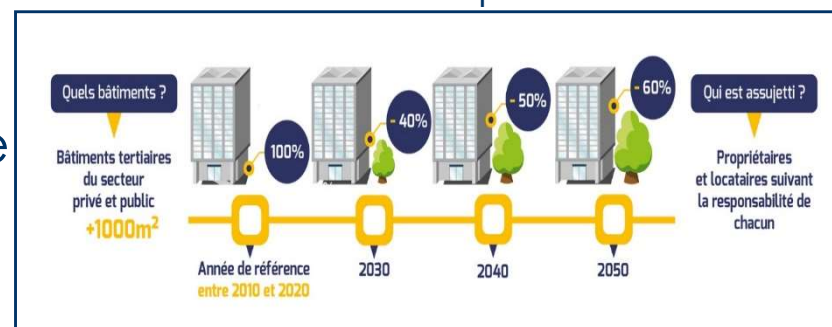 e
Quels bâtiments ?
Bâtiments tertiaires
du secteur
privé et public
+1000m²
100%
- 40%
- 50%
- 60%
Année de référence
entre 2010 et 2020
2030
2040
2050
Qui est assujetti ?
Propriétaires
et locataires suivant
la responsabilité de
chacun